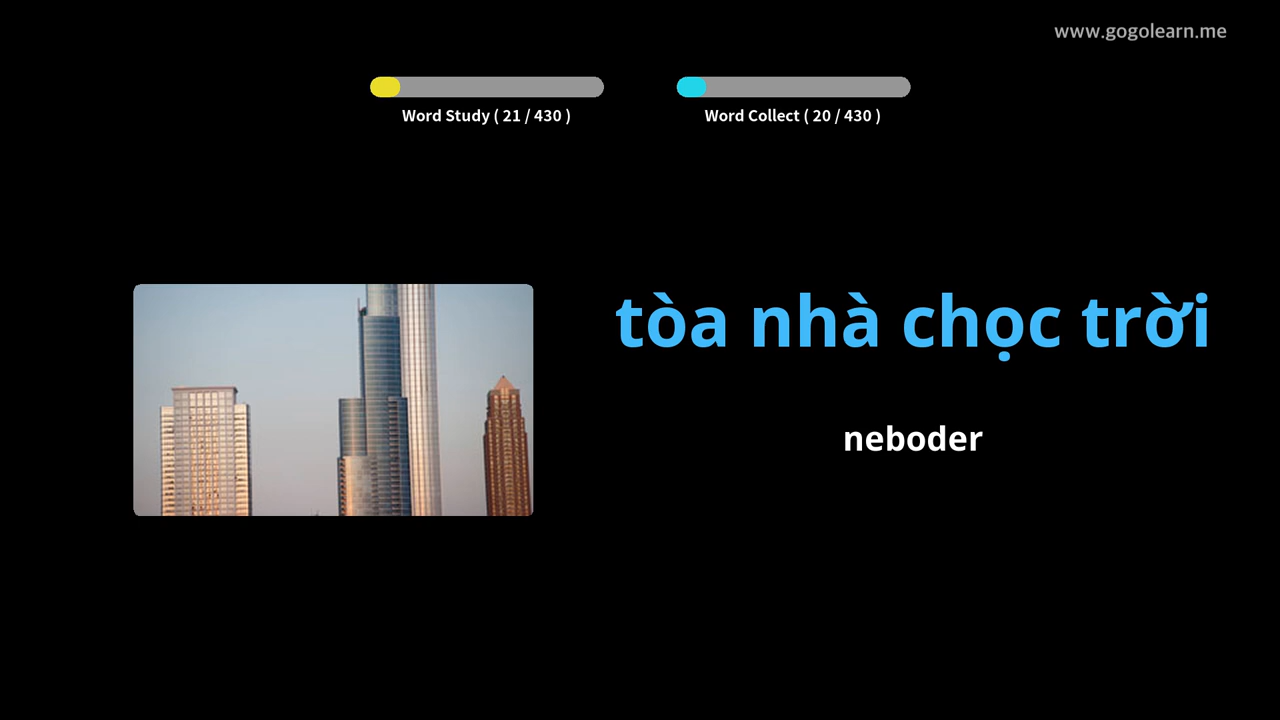 www.gogolearn.me
Word Study ( 21 / 430 )
Word Collect ( 20 / 430 )
tòa nhà chọc trời
neboder